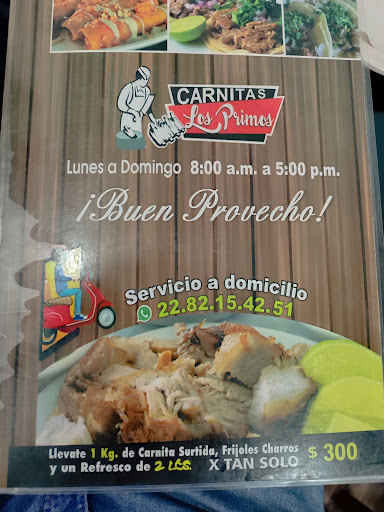 CARNITAS
Los Primos
Lunes a Domingo 8:00 a.m. a 5:00 p.m.
¡Buen Provecho!
Servicio a domicilio
22.82.15.42.51
Llevate 1 Kg. de Carnita Surtida, Frijoles Charros
y un Refresco de 2 LES. X TAN SOLO $ 300